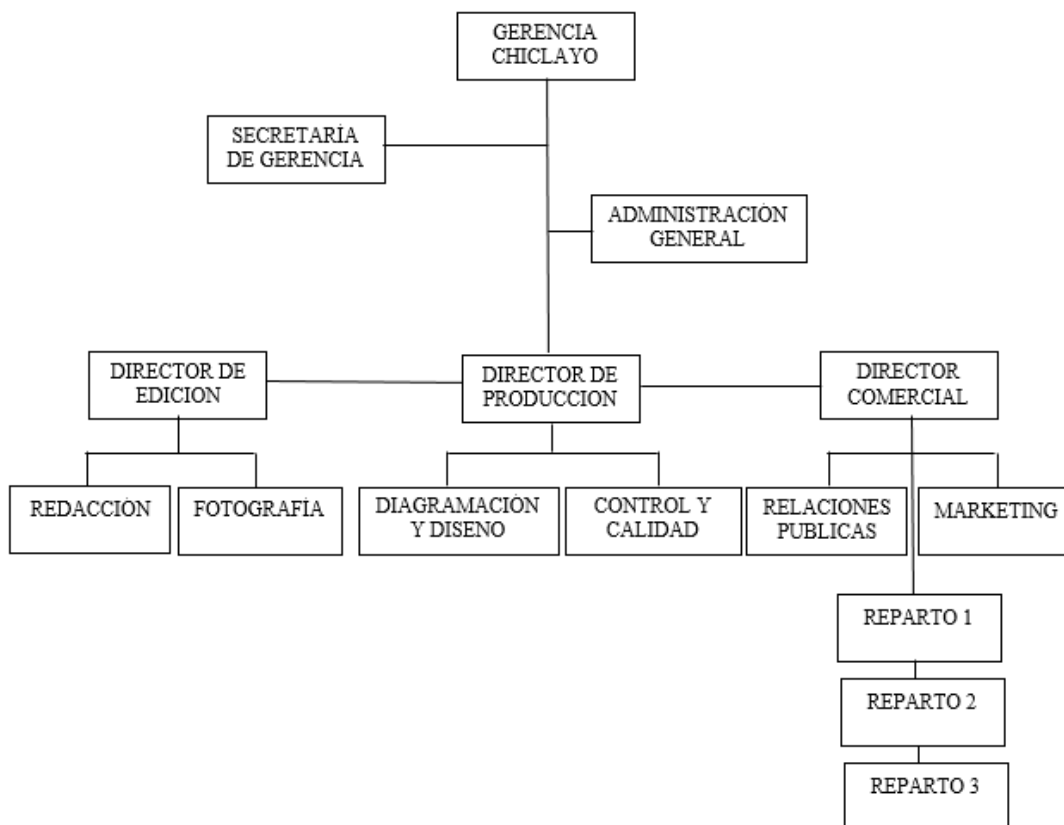 GERENCIA
CHICLAYO
SECRETARÍA
DE GERENCIA
ADMINISTRACIÓN
GENERAL
DIRECTOR DE
EDICION
DIRECTOR DE
PRODUCCION
DIRECTOR
COMERCIAL
REDACCIÓN
FOTOGRAFÍA
DIAGRAMACIÓN
Y DISENO
CONTROL Y
CALIDAD
RELACIONES
PUBLICAS
MARKETING
REPARTO 1
REPARTO 2
REPARTO 3